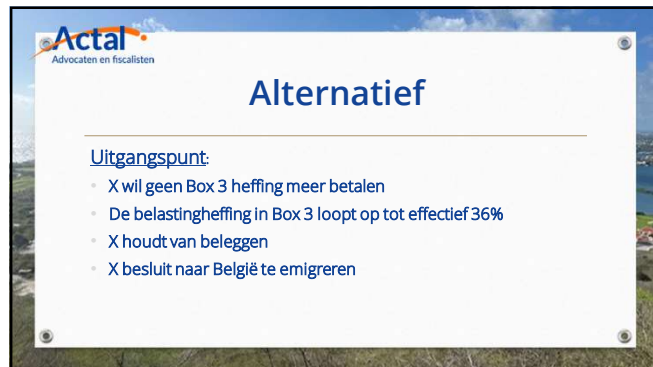 Actal
Advocaten en fiscalisten
Alternatief
Uitgangspunt:
X wil geen Box 3 heffing meer betalen
De belastingheffing in Box 3 loopt op tot effectief 36%
X houdt van beleggen
X besluit naar België te emigreren